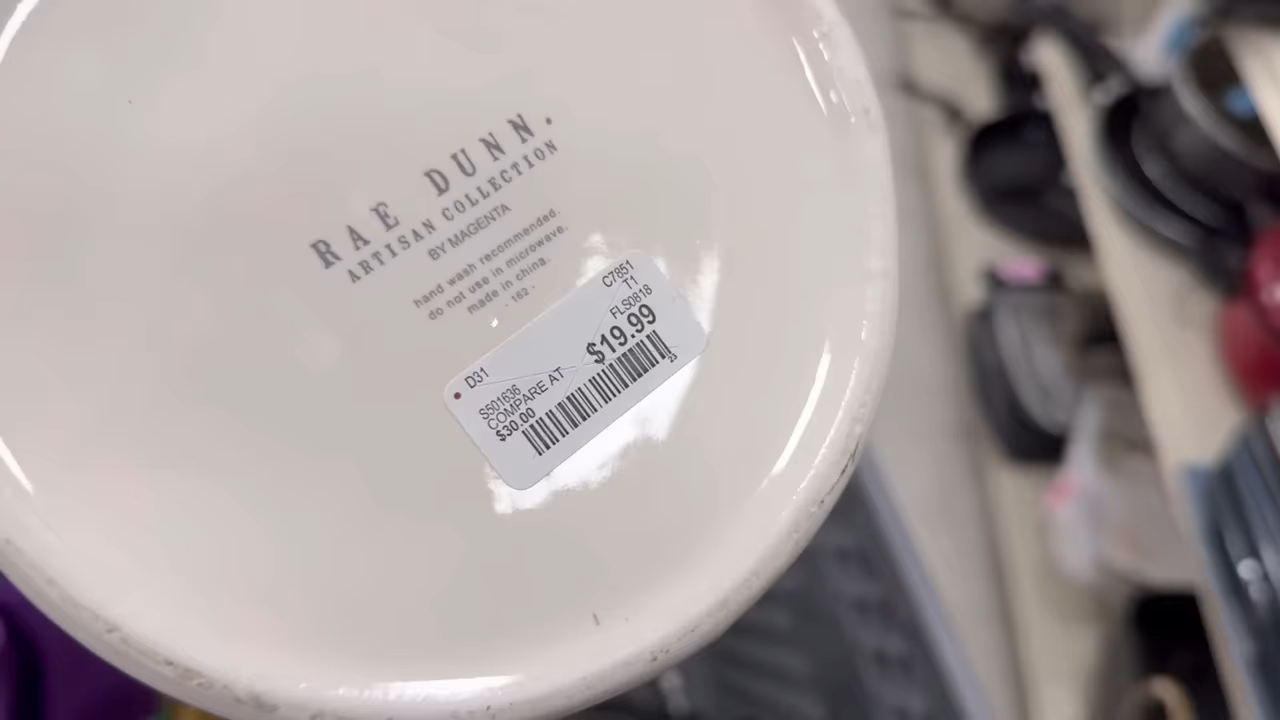 RAE DUNN.
ARTISAN COLLECTION
BY MAGENTA
hand wash recommended.
do not use in microwave.
made in china.
· 162 ·
C7851
T1
FLS0818
$19.99
D31
S501636
COMPARE AT
$30.00
23